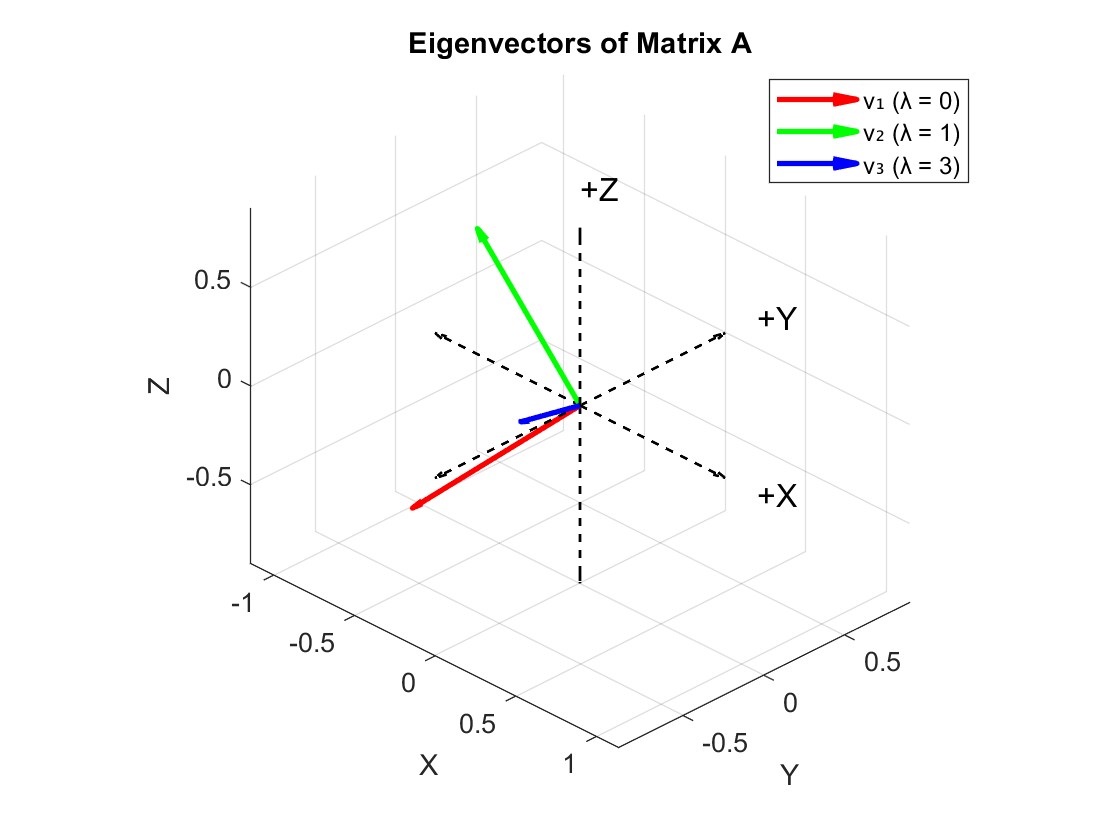 Eigenvectors of Matrix A
v₁ (λ = 0)
v₂ (λ = 1)
v₃ (λ = 3)
+Z
+Y
+X
0.5
0
-0.5
Z
-1
-0.5
0
0.5
1
X
-0.5
0
0.5
Y